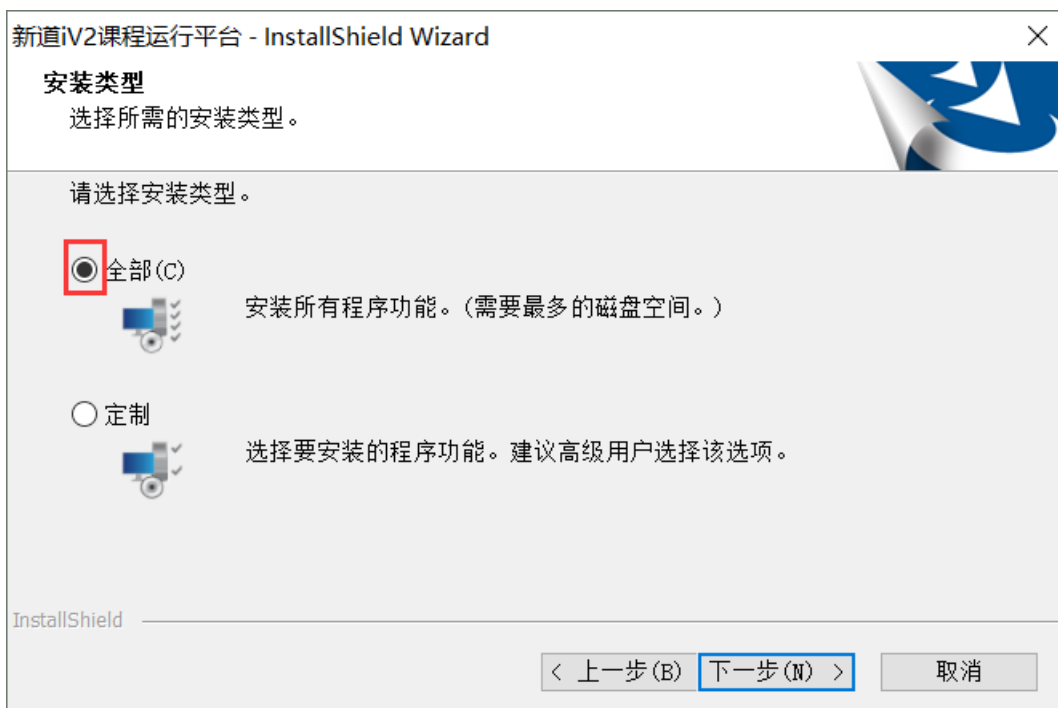 新道iV2课程运行平台 - InstallShield Wizard
安装类型
选择所需的安装类型。
请选择安装类型。
全部(C)
安装所有程序功能。(需要最多的磁盘空间。)
定制
选择要安装的程序功能。建议高级用户选择该选项。
InstallShield
< 上一步(B) 下一步(N) > 取消